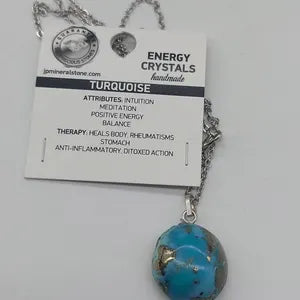 jpmineralstone.com
ENERGY
CRYSTALS
handmade
TURQUOISE
ATTRIBUTES: INTUITION
MEDITATION
POSITIVE ENERGY
BALANCE
THERAPY: HEALS BODY, RHEUMATISMS
STOMACH
ANTI-INFLAMMATORY, DITOXED ACTION